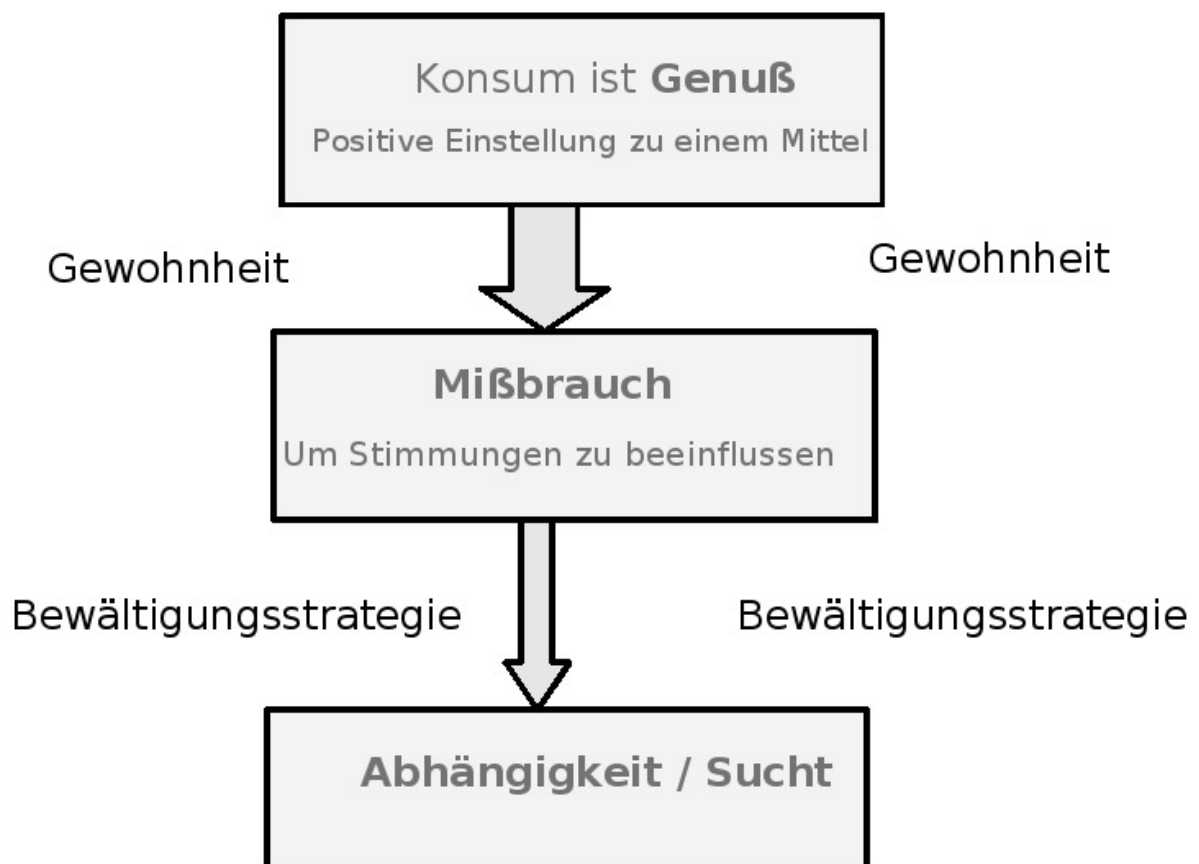 Konsum ist Genuß
Positive Einstellung zu einem Mittel
Gewohnheit
Gewohnheit
Mißbrauch
Um Stimmungen zu beeinflussen
Bewältigungsstrategie
Bewältigungsstrategie
Abhängigkeit / Sucht